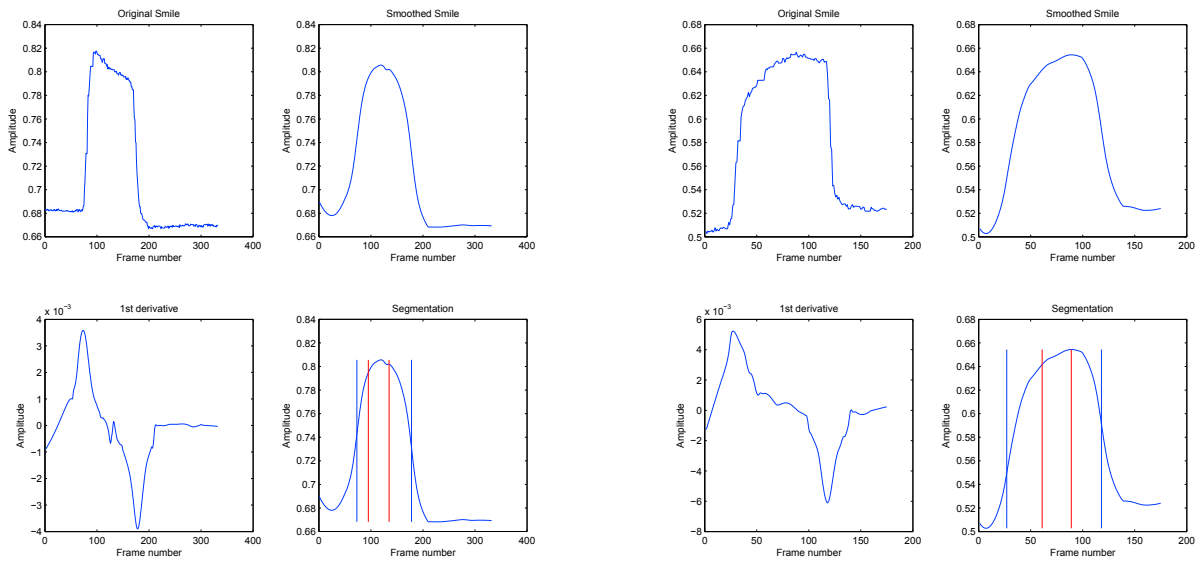 Original Smile
Smoothed Smile
Original Smile
Smoothed Smile
0.84
0.82
0.8
0.78
0.76
0.74
0.72
0.7
0.68
0.66
Amplitude
0 100 200 300 400
Frame number
0.84
0.82
0.8
0.78
0.76
0.74
0.72
0.7
0.68
0.66
Amplitude
0 100 200 300 400
Frame number
0.68
0.66
0.64
0.62
0.6
0.58
0.56
0.54
0.52
0.5
Amplitude
0 50 100 150 200
Frame number
0.68
0.66
0.64
0.62
0.6
0.58
0.56
0.54
0.52
0.5
Amplitude
0 50 100 150 200
Frame number
1st derivative
Segmentation
1st derivative
Segmentation
x 10⁻³
4
3
2
1
0
−1
−2
−3
−4
Amplitude
0 100 200 300 400
Frame number
0.84
0.82
0.8
0.78
0.76
0.74
0.72
0.7
0.68
0.66
Amplitude
0 100 200 300 400
Frame number
x 10⁻³
6
4
2
0
−2
−4
−6
−8
Amplitude
0 50 100 150 200
Frame number
0.68
0.66
0.64
0.62
0.6
0.58
0.56
0.54
0.52
0.5
Amplitude
0 50 100 150 200
Frame number